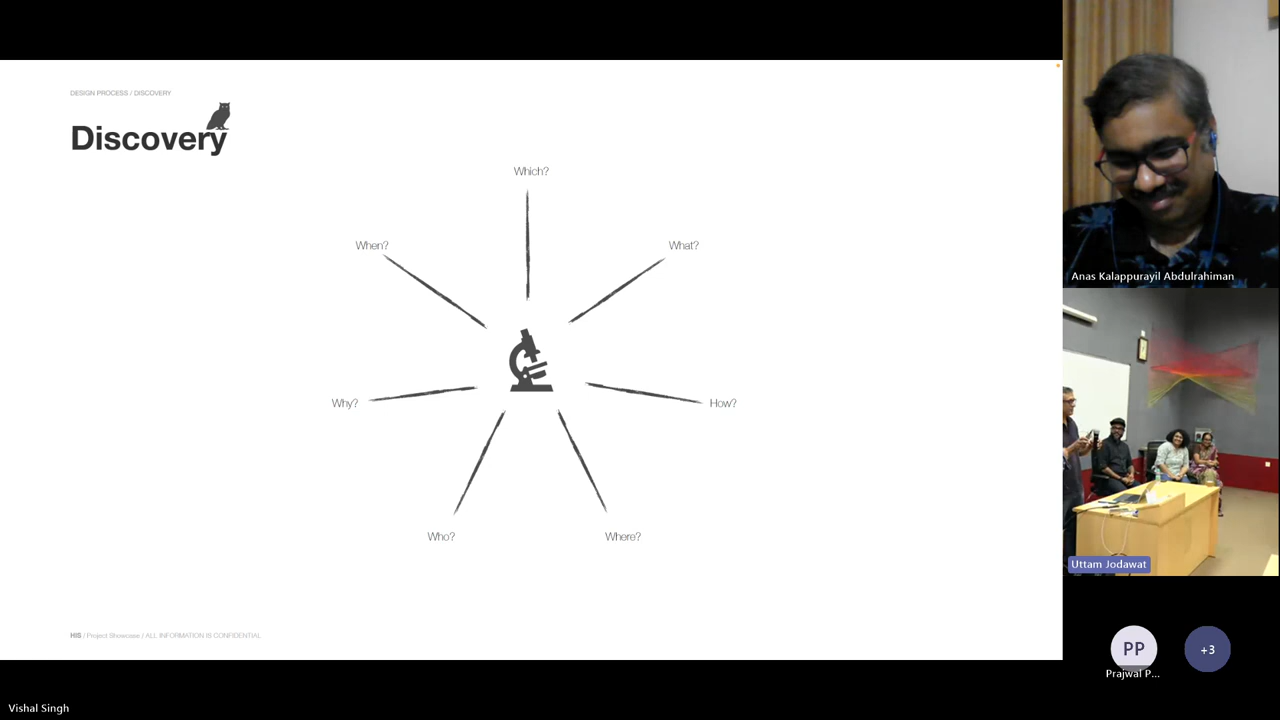 DESIGN PROCESS / DISCOVERY
Discovery
Which?
When?
What?
Why?
How?
Who?
Where?
HIS / Project Showcase / ALL INFORMATION IS CONFIDENTIAL
Anas Kalappurayil Abdulrahiman
Uttam Jodawat
PP
+3
Prajwal P...
Vishal Singh